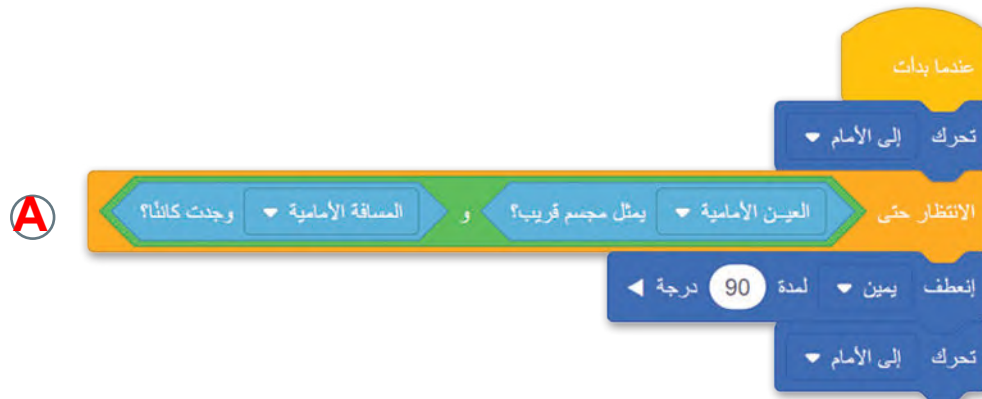 عندما بدأت
تحرك إلى الأمام
A
الانتظار حتى العين الأمامية يمثل مجسم قريب؟ و المسافة الأمامية وجدت كائنًا؟
إنعطف يمين لمدة 90 درجة
تحرك إلى الأمام